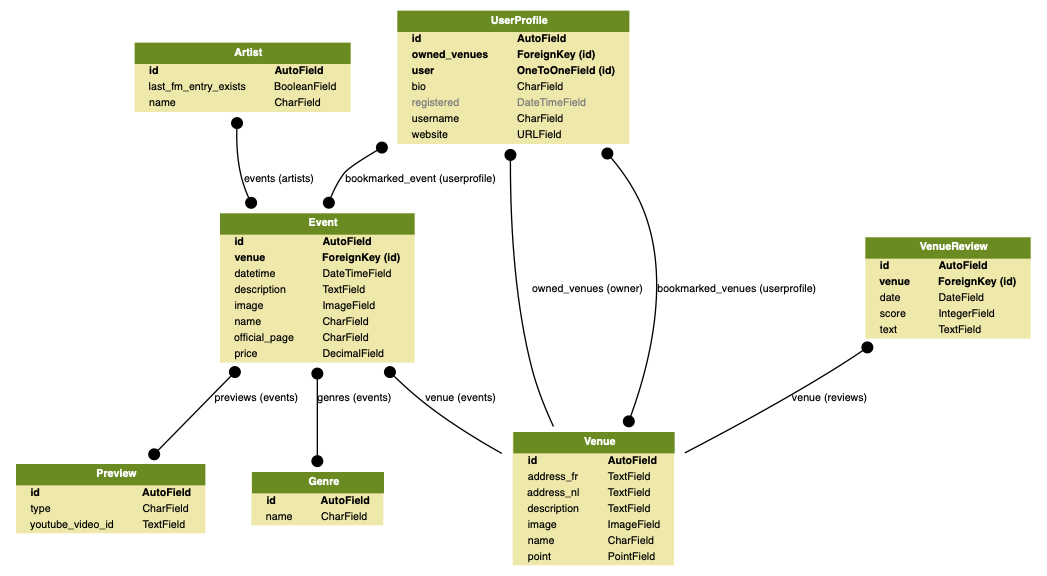 UserProfile
id AutoField
owned_venues ForeignKey (id)
user OneToOneField (id)
bio CharField
registered DateTimeField
username CharField
website URLField
Artist
id AutoField
last_fm_entry_exists BooleanField
name CharField
events (artists)
bookmarked_event (userprofile)
Event
id AutoField
venue ForeignKey (id)
datetime DateTimeField
description TextField
image ImageField
name CharField
official_page CharField
price DecimalField
VenueReview
id AutoField
venue ForeignKey (id)
date DateField
score IntegerField
text TextField
owned_venues (owner)
bookmarked_venues (userprofile)
previews (events)
genres (events)
venue (events)
venue (reviews)
Venue
id AutoField
address_fr TextField
address_nl TextField
description TextField
image ImageField
name CharField
point PointField
Preview
id AutoField
type CharField
youtube_video_id TextField
Genre
id AutoField
name CharField